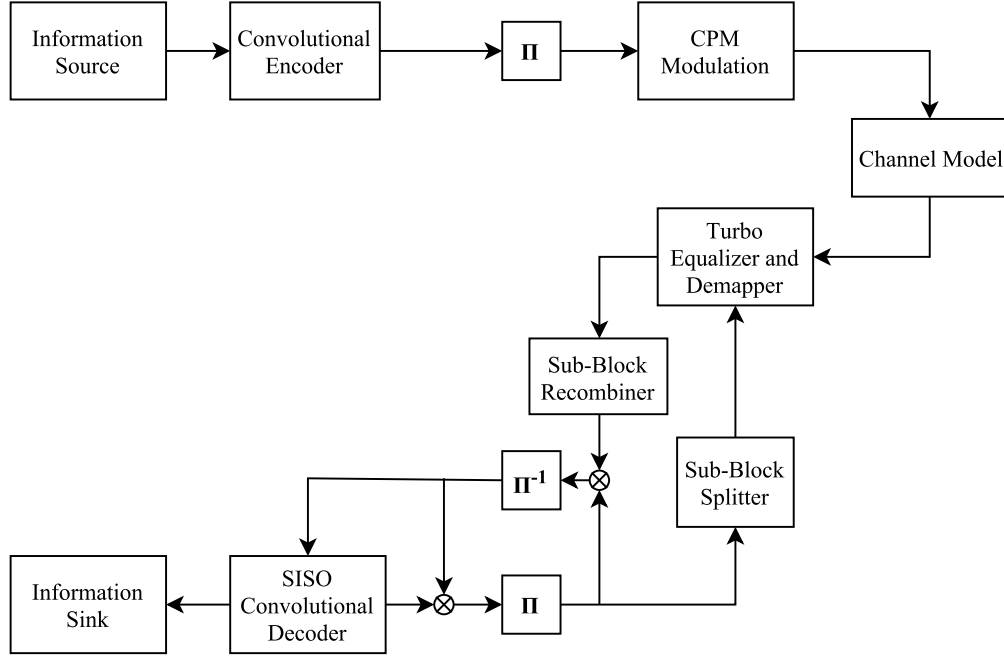 Information
Source
Convolutional
Encoder
Π
CPM
Modulation
Channel Model
Turbo
Equalizer and
Demapper
Sub-Block
Recombiner
Π-1
Sub-Block
Splitter
Information
Sink
SISO
Convolutional
Decoder
Π